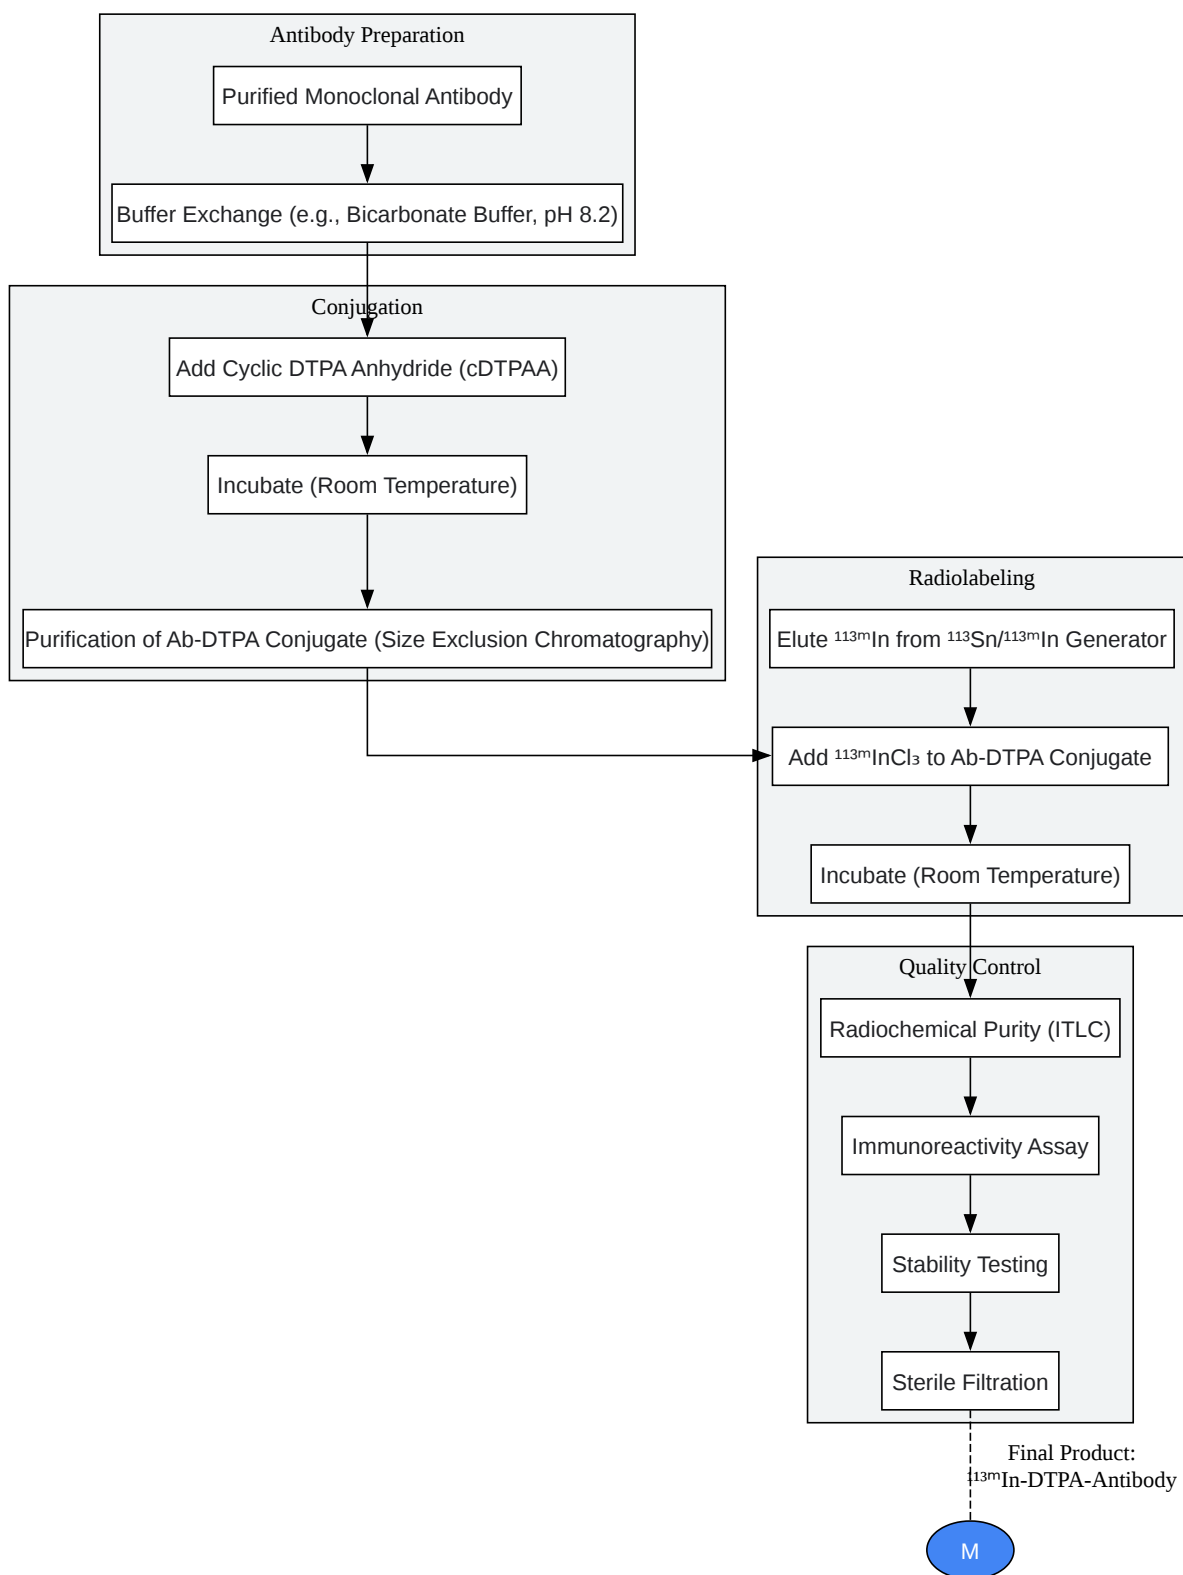 Antibody Preparation
Purified Monoclonal Antibody
Buffer Exchange (e.g., Bicarbonate Buffer, pH 8.2)
Conjugation
Add Cyclic DTPA Anhydride (cDTPAA)
Incubate (Room Temperature)
Purification of Ab-DTPA Conjugate (Size Exclusion Chromatography)
Radiolabeling
Elute ¹¹³ᵐIn from ¹¹³Sn/¹¹³ᵐIn Generator
Add ¹¹³ᵐInCl₃ to Ab-DTPA Conjugate
Incubate (Room Temperature)
Quality Control
Radiochemical Purity (ITLC)
Immunoreactivity Assay
Stability Testing
Sterile Filtration
Final Product:
¹¹³ᵐIn-DTPA-Antibody
M